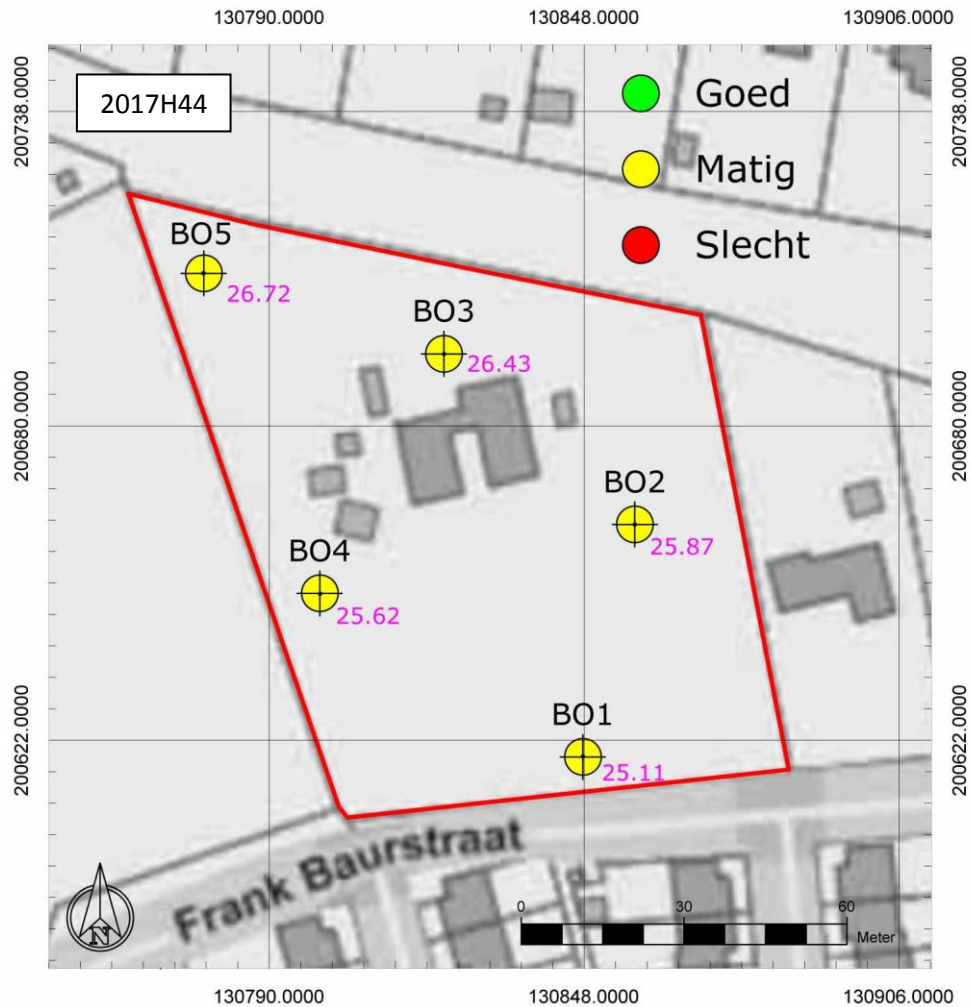 130790.0000 130848.0000 130906.0000
2017H44
Goed
Matig
Slecht
200738.0000
200738.0000
BO5
26.72
BO3
26.43
200680.0000
200680.0000
BO2
25.87
BO4
25.62
BO1
25.11
200622.0000
200622.0000
Frank Baurstraat
N
0 30 60
Meter
130790.0000 130848.0000 130906.0000